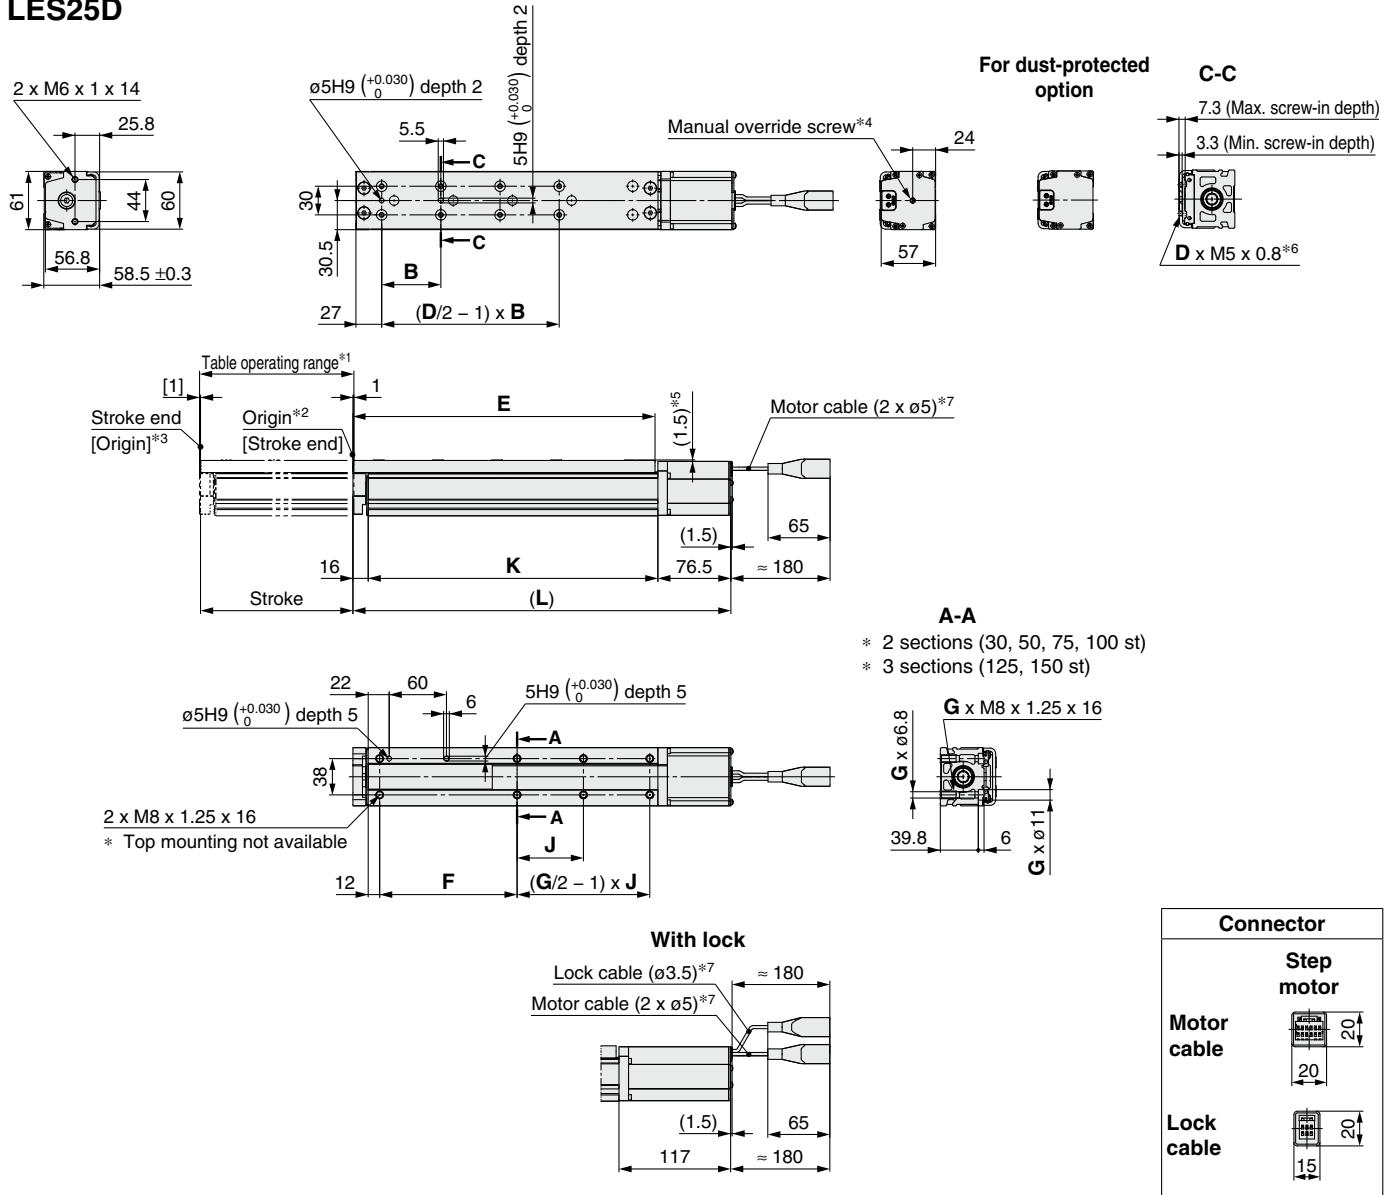 LES25D
2 x M6 x 1 x 14
25.8
61
44
60
56.8
58.5 ±0.3
ø5H9 (+0.030 0) depth 2
5.5
5H9 (+0.030 0) depth 2
C
C
30
30.5
B
27
(D/2 − 1) x B
Manual override screw*4
24
57
For dust-protected
option
C-C
7.3 (Max. screw-in depth)
3.3 (Min. screw-in depth)
D x M5 x 0.8*6
Table operating range*1
[1]
1
Stroke end
[Origin]*3
Origin*2
[Stroke end]
E
(1.5)*5
Motor cable (2 x ø5)*7
65
(1.5)
16
K
76.5
≈ 180
Stroke
(L)
A-A
* 2 sections (30, 50, 75, 100 st)
* 3 sections (125, 150 st)
22
60
6
5H9 (+0.030 0) depth 5
ø5H9 (+0.030 0) depth 5
A
A
38
2 x M8 x 1.25 x 16
* Top mounting not available
J
12
F
(G/2 − 1) x J
G x M8 x 1.25 x 16
G x ø6.8
39.8
6
G x ø11
With lock
Lock cable (ø3.5)*7
≈ 180
Motor cable (2 x ø5)*7
(1.5)
65
117
≈ 180
Connector
Step
motor
Motor
cable
20
20
Lock
cable
20
15